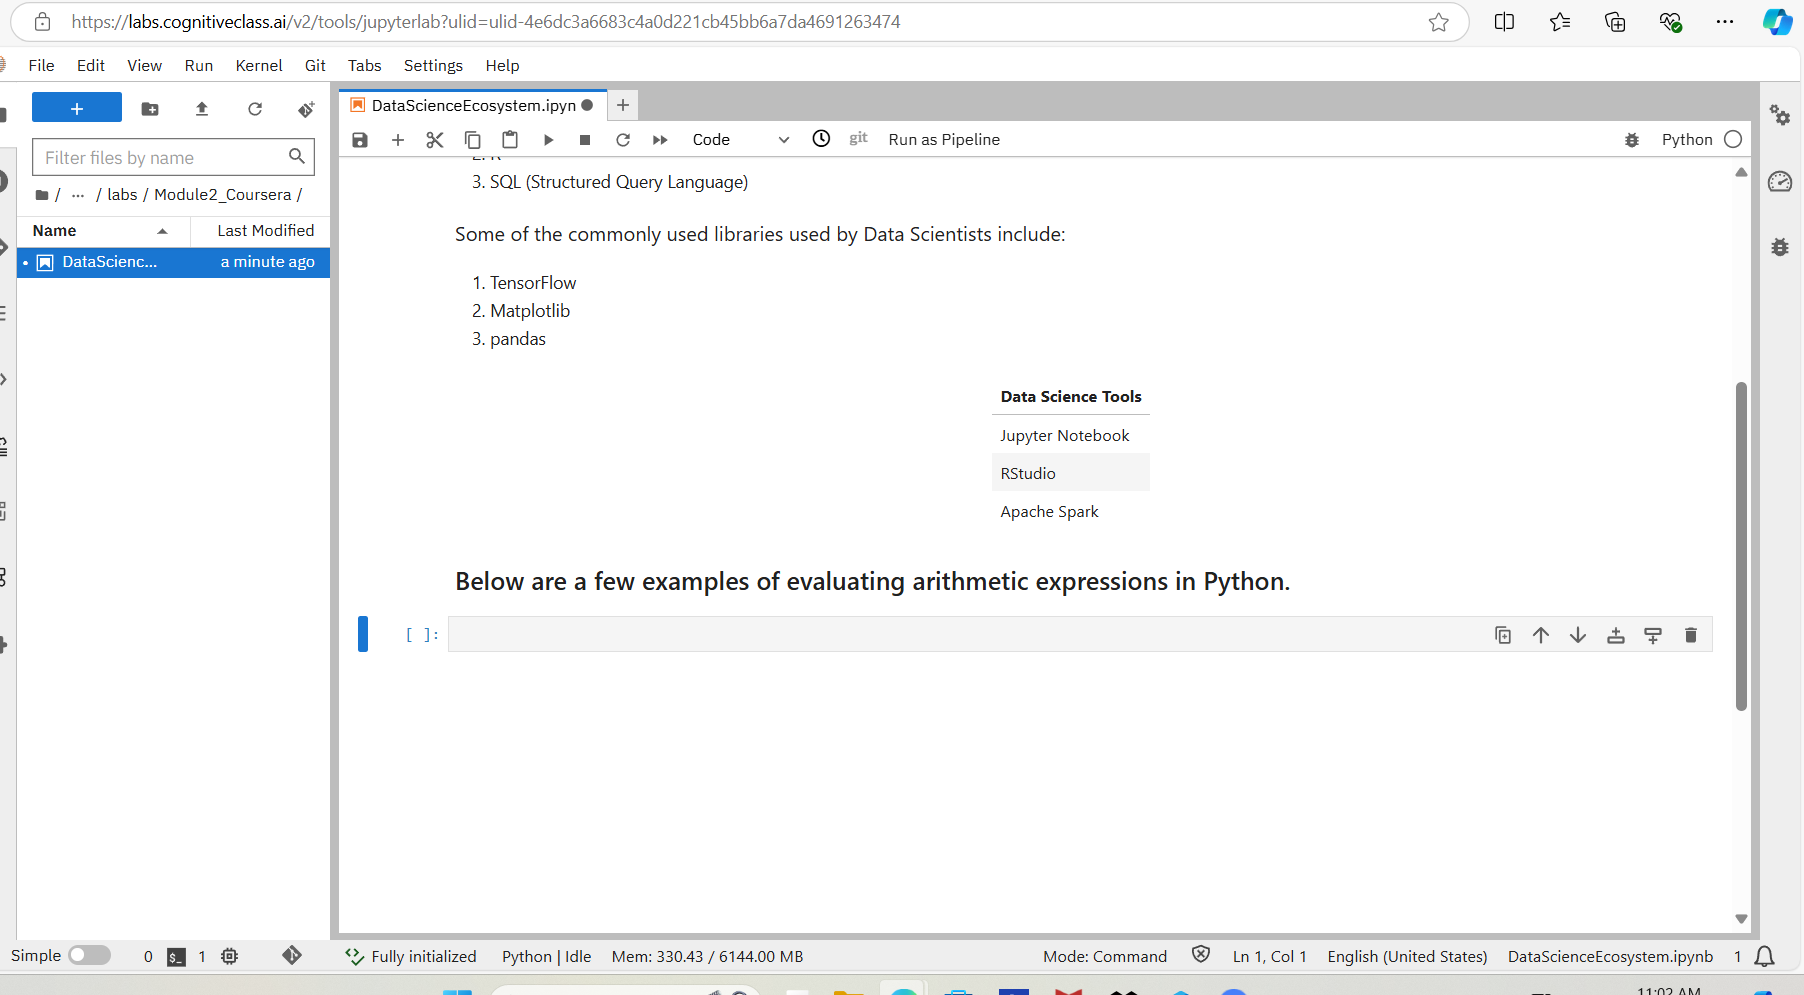 https://labs.cognitiveclass.ai/v2/tools/jupyterlab?ulid=ulid-4e6dc3a6683c4a0d221cb45bb6a7da4691263474
File Edit View Run Kernel Git Tabs Settings Help
DataScienceEcosystem.ipyn
Code git Run as Pipeline Python
Filter files by name
/ ... / labs / Module2_Coursera /
Name Last Modified
DataScienc... a minute ago
2. R
3. SQL (Structured Query Language)
Some of the commonly used libraries used by Data Scientists include:
1. TensorFlow
2. Matplotlib
3. pandas
Data Science Tools
Jupyter Notebook
RStudio
Apache Spark
Below are a few examples of evaluating arithmetic expressions in Python.
[ ]:
Simple 0 $_ 1 Fully initialized Python | Idle Mem: 330.43 / 6144.00 MB Mode: Command Ln 1, Col 1 English (United States) DataScienceEcosystem.ipynb 1
11:02 AM